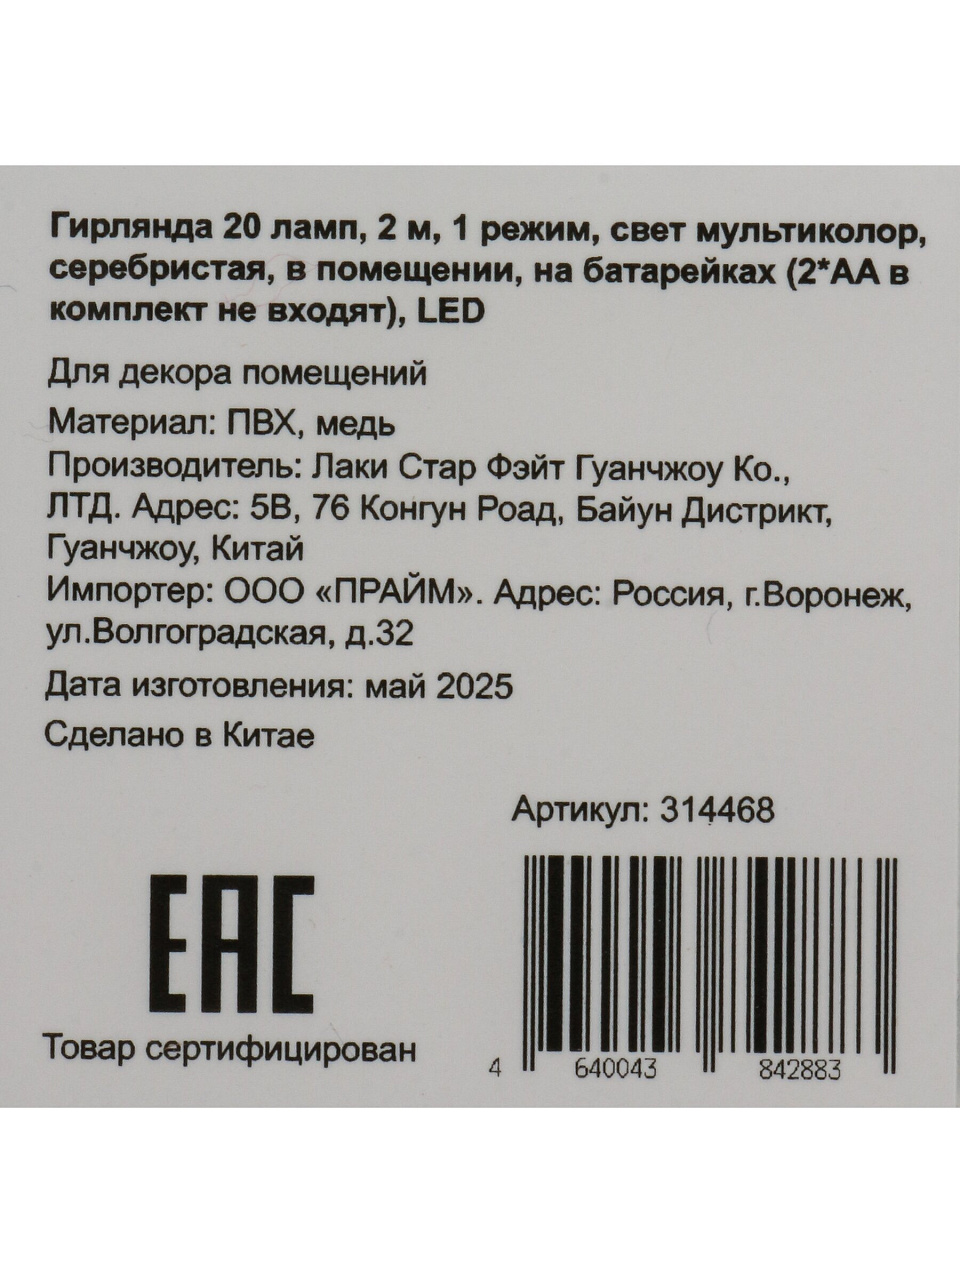 Гирлянда 20 ламп, 2 м, 1 режим, свет мультиколор,
серебристая, в помещении, на батарейках (2*АА в
комплект не входят), LED
Для декора помещений
Материал: ПВХ, медь
Производитель: Лаки Стар Фэйт Гуанчжоу Ко.,
ЛТД. Адрес: 5В, 76 Конгун Роад, Байун Дистрикт,
Гуанчжоу, Китай
Импортер: ООО «ПРАЙМ». Адрес: Россия, г.Воронеж,
ул.Волгоградская, д.32
Дата изготовления: май 2025
Сделано в Китае
Артикул: 314468
ЕАС
Товар сертифицирован
4 640043 842883